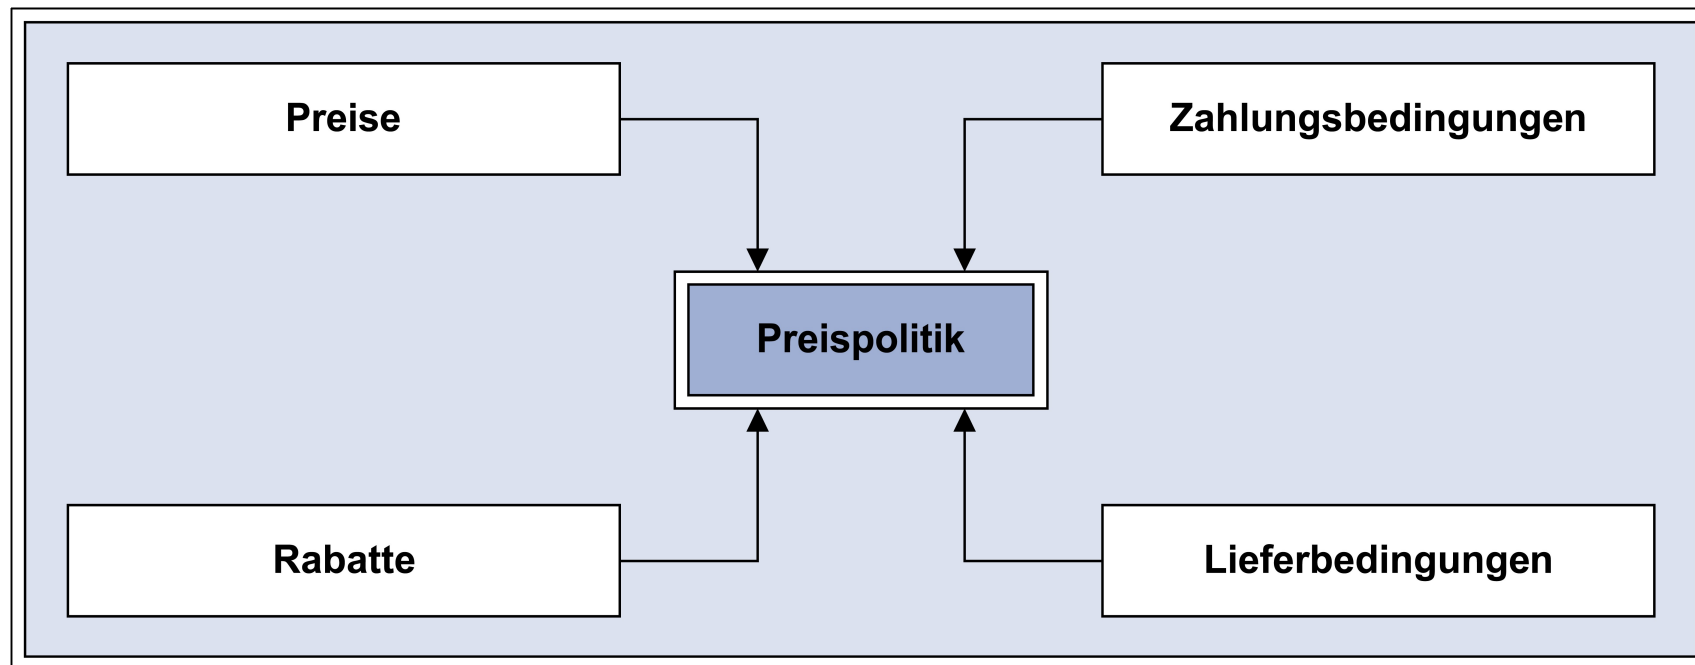 Preise
Zahlungsbedingungen
Preispolitik
Rabatte
Lieferbedingungen